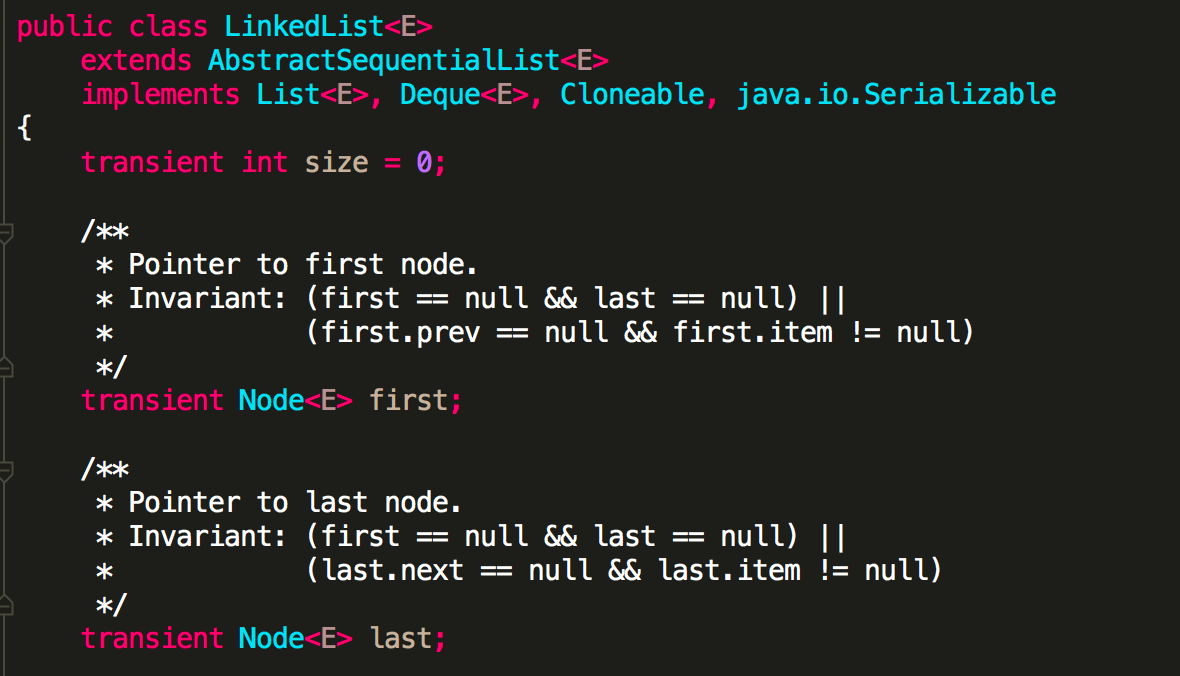 public class LinkedList<E>
    extends AbstractSequentialList<E>
    implements List<E>, Deque<E>, Cloneable, java.io.Serializable
{
    transient int size = 0;

    /**
     * Pointer to first node.
     * Invariant: (first == null && last == null) ||
     *            (first.prev == null && first.item != null)
     */
    transient Node<E> first;

    /**
     * Pointer to last node.
     * Invariant: (first == null && last == null) ||
     *            (last.next == null && last.item != null)
     */
    transient Node<E> last;